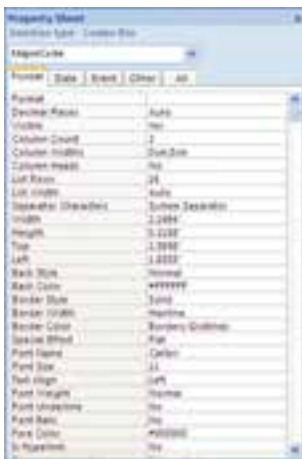 Property Sheet
Selection type: Combo Box
Format Data Event Other All
Format
Decimal Places Auto
Visible Yes
Column Count 2
Column Widths
Column Heads No
List Rows 16
List Width Auto
Separator Characters System Separator
Width
Height
Top
Left
Back Style Normal
Back Color #FFFFFF
Border Style Solid
Border Width Hairline
Border Color Borders/Gridlines
Special Effect Flat
Font Name Calibri
Font Size 11
Text Align Left
Font Weight Normal
Font Underline No
Font Italic No
Fore Color #000000
Is Hyperlink No